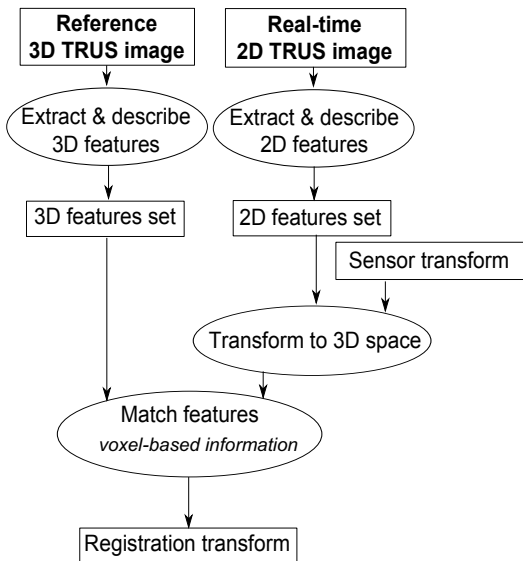 Reference
3D TRUS image
Real-time
2D TRUS image
Extract & describe
3D features
Extract & describe
2D features
3D features set
2D features set
Sensor transform
Transform to 3D space
Match features
voxel-based information
Registration transform